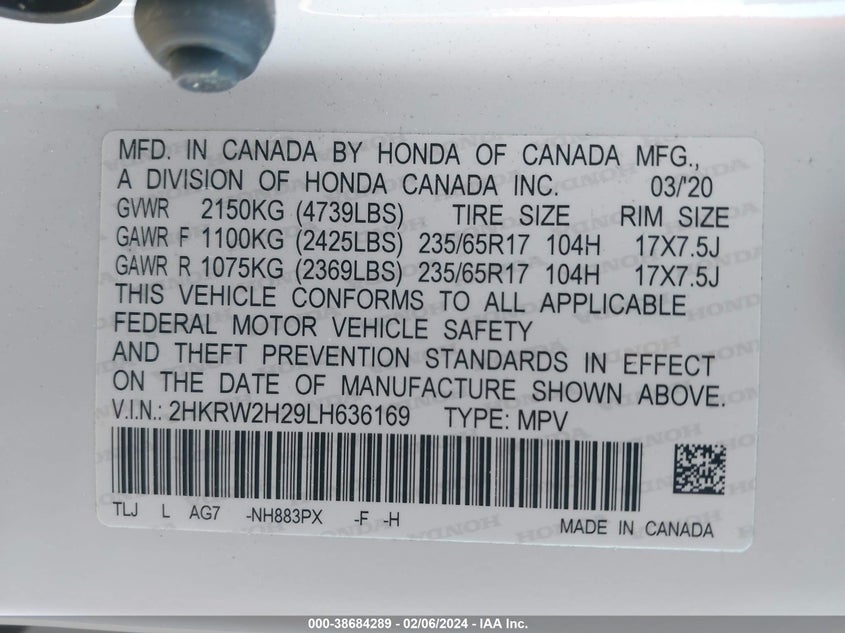 MFD. IN CANADA BY HONDA OF CANADA MFG.,
A DIVISION OF HONDA CANADA INC. 03/'20
GVWR 2150KG (4739LBS) TIRE SIZE RIM SIZE
GAWR F 1100KG (2425LBS) 235/65R17 104H 17X7.5J
GAWR R 1075KG (2369LBS) 235/65R17 104H 17X7.5J
THIS VEHICLE CONFORMS TO ALL APPLICABLE
FEDERAL MOTOR VEHICLE SAFETY
AND THEFT PREVENTION STANDARDS IN EFFECT
ON THE DATE OF MANUFACTURE SHOWN ABOVE.
V.I.N.: 2HKRW2H29LH636169 TYPE: MPV
TLJ L AG7 -NH883PX -F -H
MADE IN CANADA
000-38684289 - 02/06/2024 - IAA Inc.